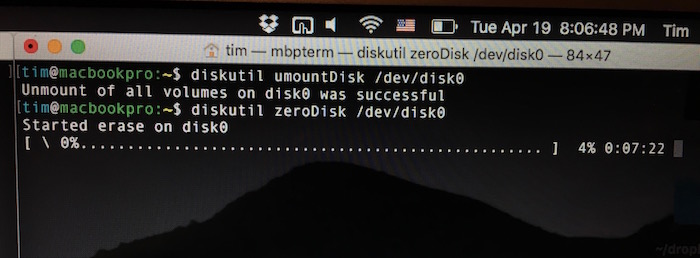 Tue Apr 19 8:06:48 PM Tim
tim — mbpterm — diskutil zeroDisk /dev/disk0 — 84×47
[tim@macbookpro:~$ diskutil umountDisk /dev/disk0
Unmount of all volumes on disk0 was successful
[tim@macbookpro:~$ diskutil zeroDisk /dev/disk0
Started erase on disk0
[ \ 0%.................................................. ] 4% 0:07:22